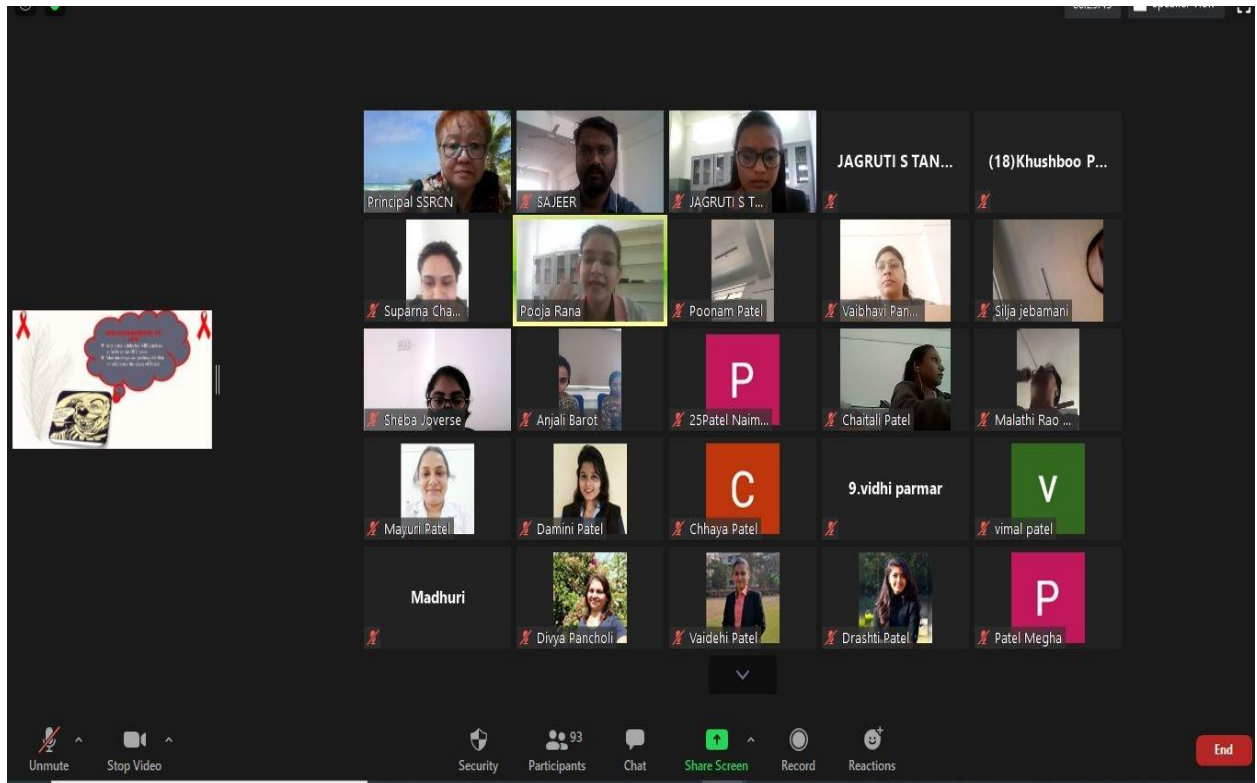 Principal SSRCN
SAJEER
JAGRUTI S T...
JAGRUTI S TAN...
(18)Khushboo P...
Suparna Cha...
Pooja Rana
Poonam Patel
Vaibhavi Pan...
Silja jebamani
Sheba Joverse
Anjali Barot
P
25Patel Naim...
Chaitali Patel
Malathi Rao ...
Mayuri Patel
Damini Patel
C
Chhaya Patel
9.vidhi parmar
V
vimal patel
Madhuri
Divya Pancholi
Vaidehi Patel
Drashti Patel
P
Patel Megha
Unmute
Stop Video
Security
93
Participants
Chat
Share Screen
Record
Reactions
End